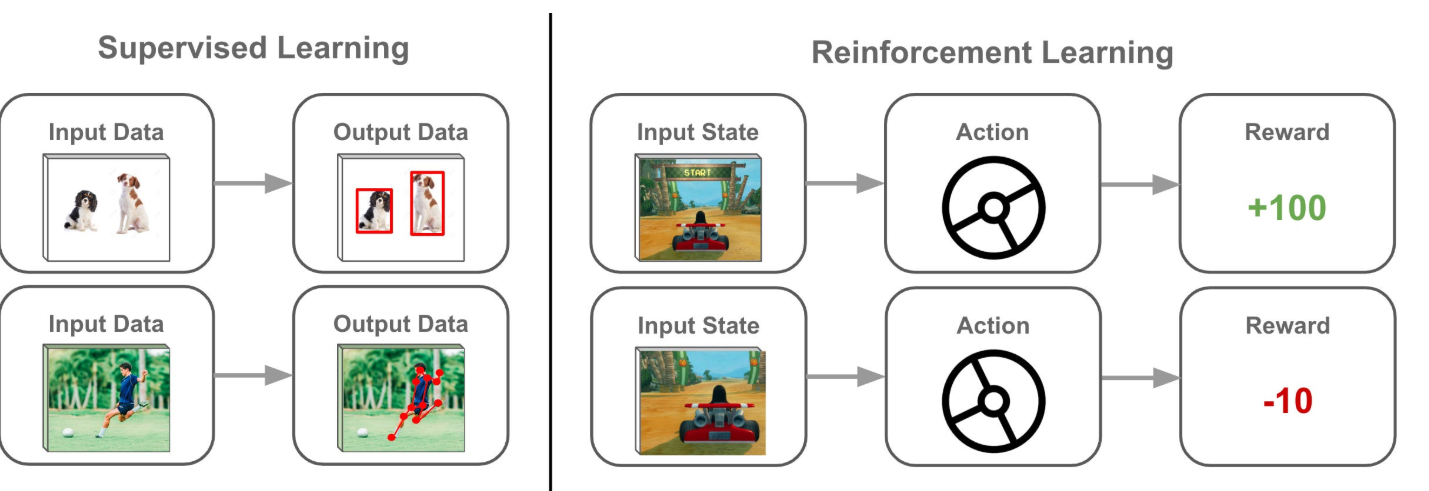 Supervised Learning
Input Data
Output Data
Input Data
Output Data
Reinforcement Learning
Input State
START
Action
Reward
+100
Input State
Action
Reward
-10